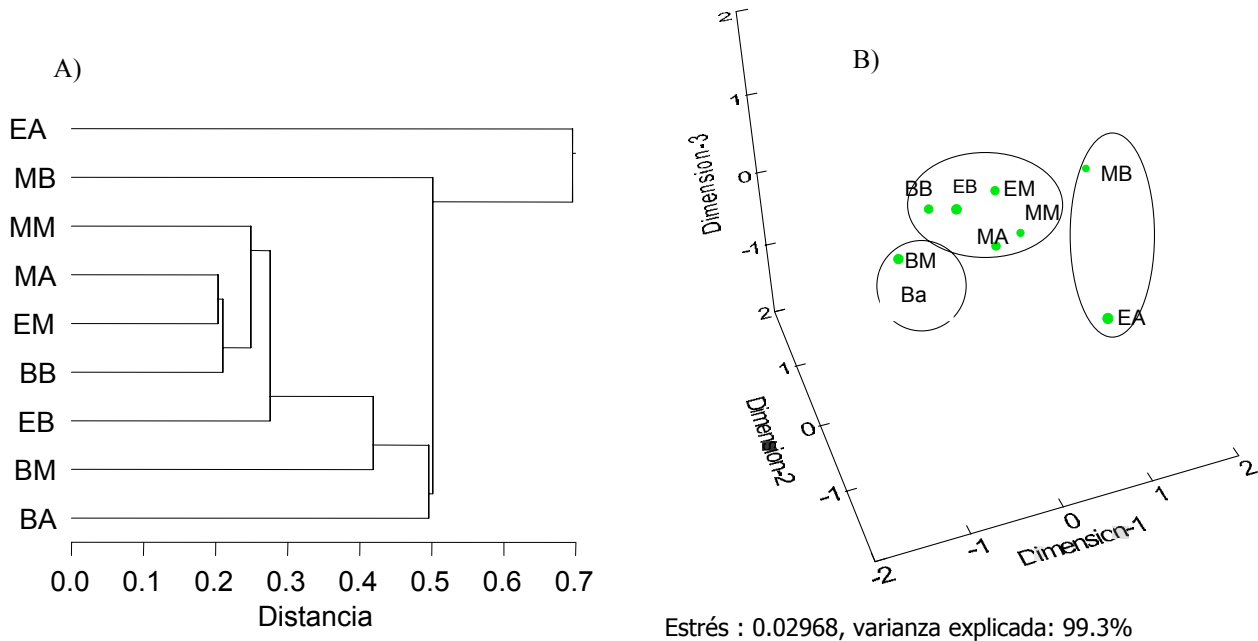 A)
EA
MB
MM
MA
EM
BB
EB
BM
BA
0.0 0.1 0.2 0.3 0.4 0.5 0.6 0.7
Distancia
B)
2
1
0
-1
2
Dimension-3
1
0
-1
Dimension-2
-2
-1
0
1
2
Dimension-1
BB
EB
EM
MM
MA
BM
Ba
MB
EA
Estrés : 0.02968, varianza explicada: 99.3%